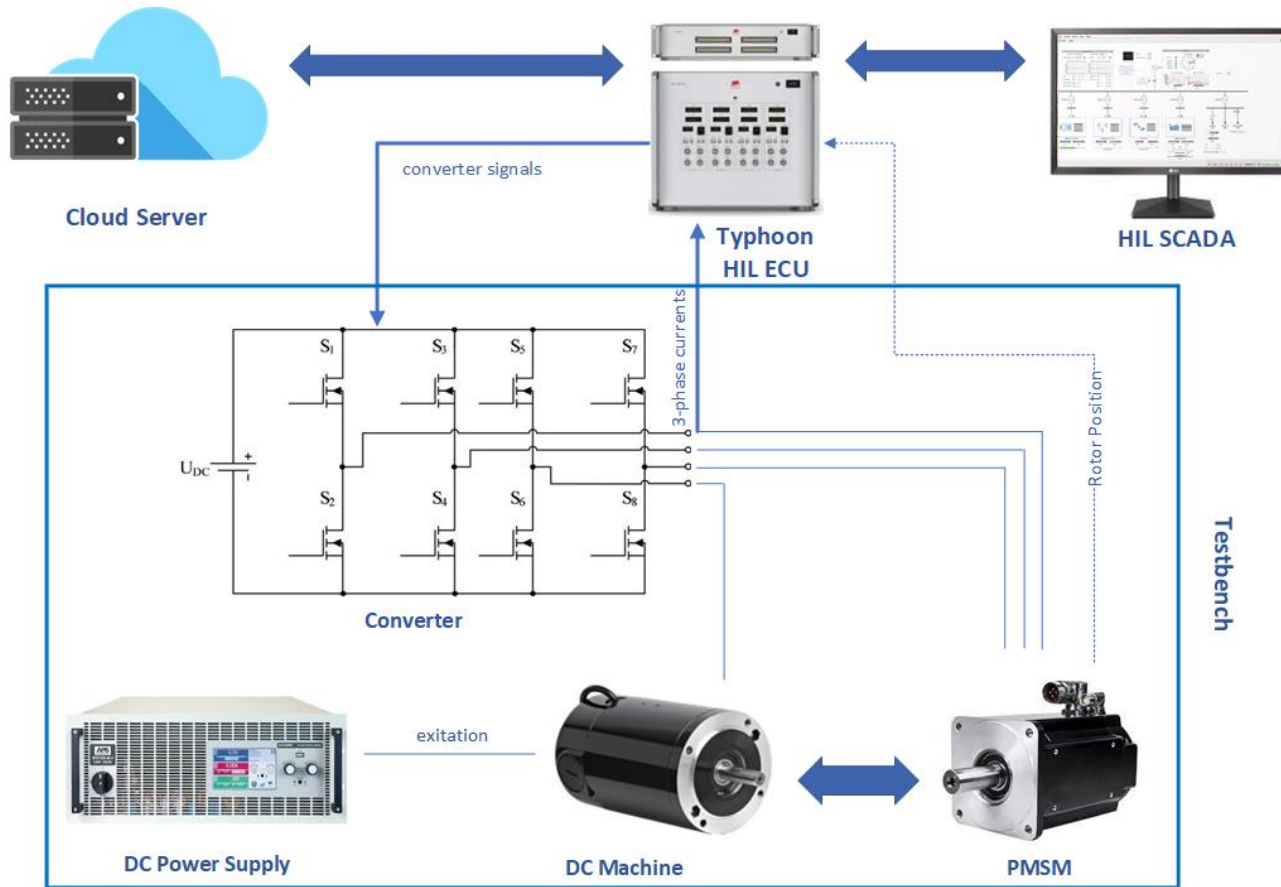 Cloud Server
converter signals
Typhoon
HIL ECU
HIL SCADA
3-phase currents
Rotor Position
Testbench
S1
S3
S5
S7
UDC
+
-
S2
S4
S6
S8
Converter
exitation
DC Power Supply
DC Machine
PMSM